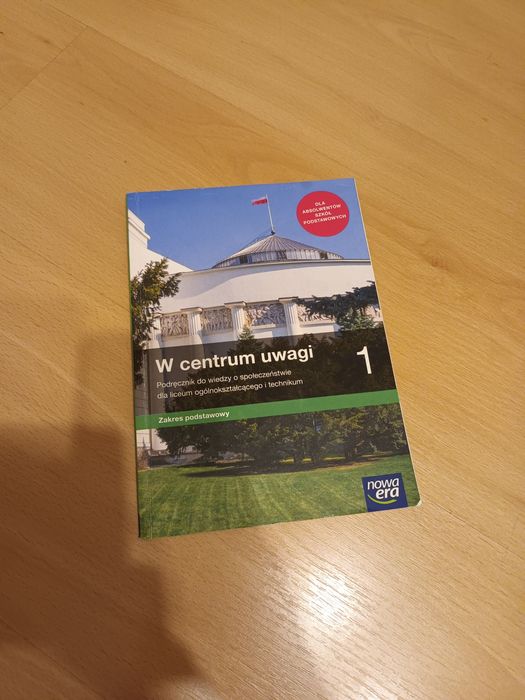 DLA
ABSOLWENTÓW
SZKÓŁ
PODSTAWOWYCH
W centrum uwagi
1
Podręcznik do wiedzy o społeczeństwie
dla liceum ogólnokształcącego i technikum
Zakres podstawowy
nowa
era